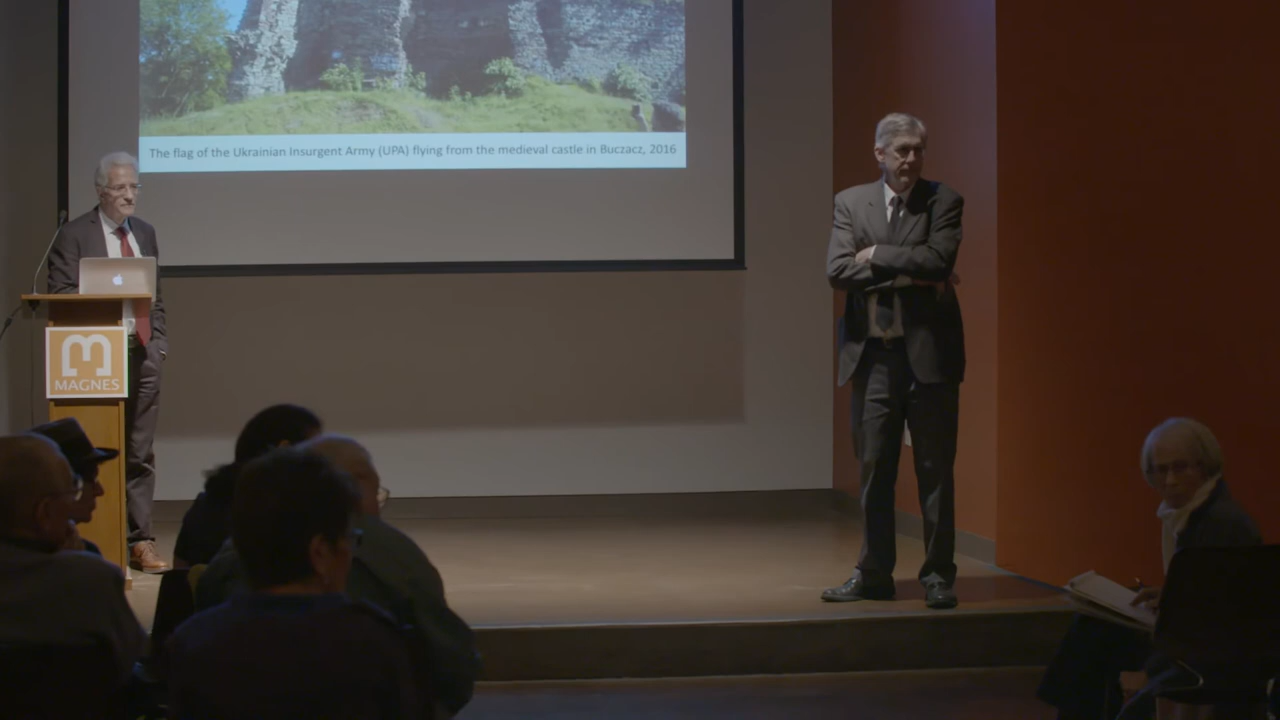 The flag of the Ukrainian Insurgent Army (UPA) flying from the medieval castle in Buczacz, 2016
MAGNES